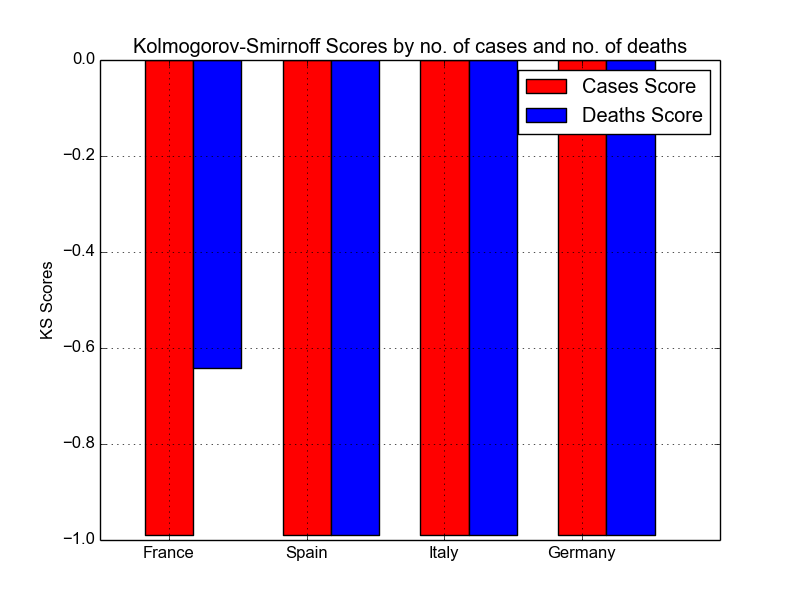 Kolmogorov-Smirnoff Scores by no. of cases and no. of deaths
0.0
Cases Score
Deaths Score
−0.2
−0.4
KS Scores
−0.6
−0.8
−1.0
France Spain Italy Germany